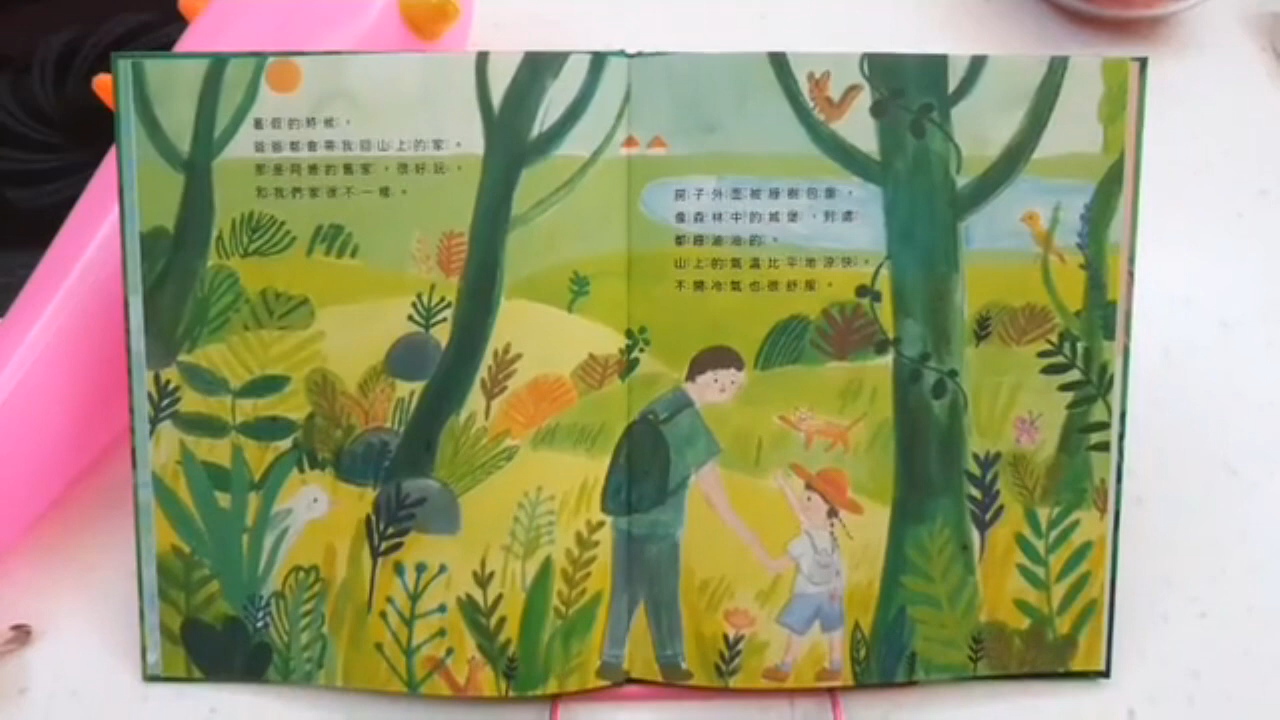 暑假的時候，
爸爸都會帶我回山上的家。
那是阿嬤的舊家，很好玩，
和我們家很不一樣。
房子外面被綠樹包圍，
像森林中的城堡，到處
都綠油油的。
山上的氣溫比平地涼快，
不開冷氣也很舒服。